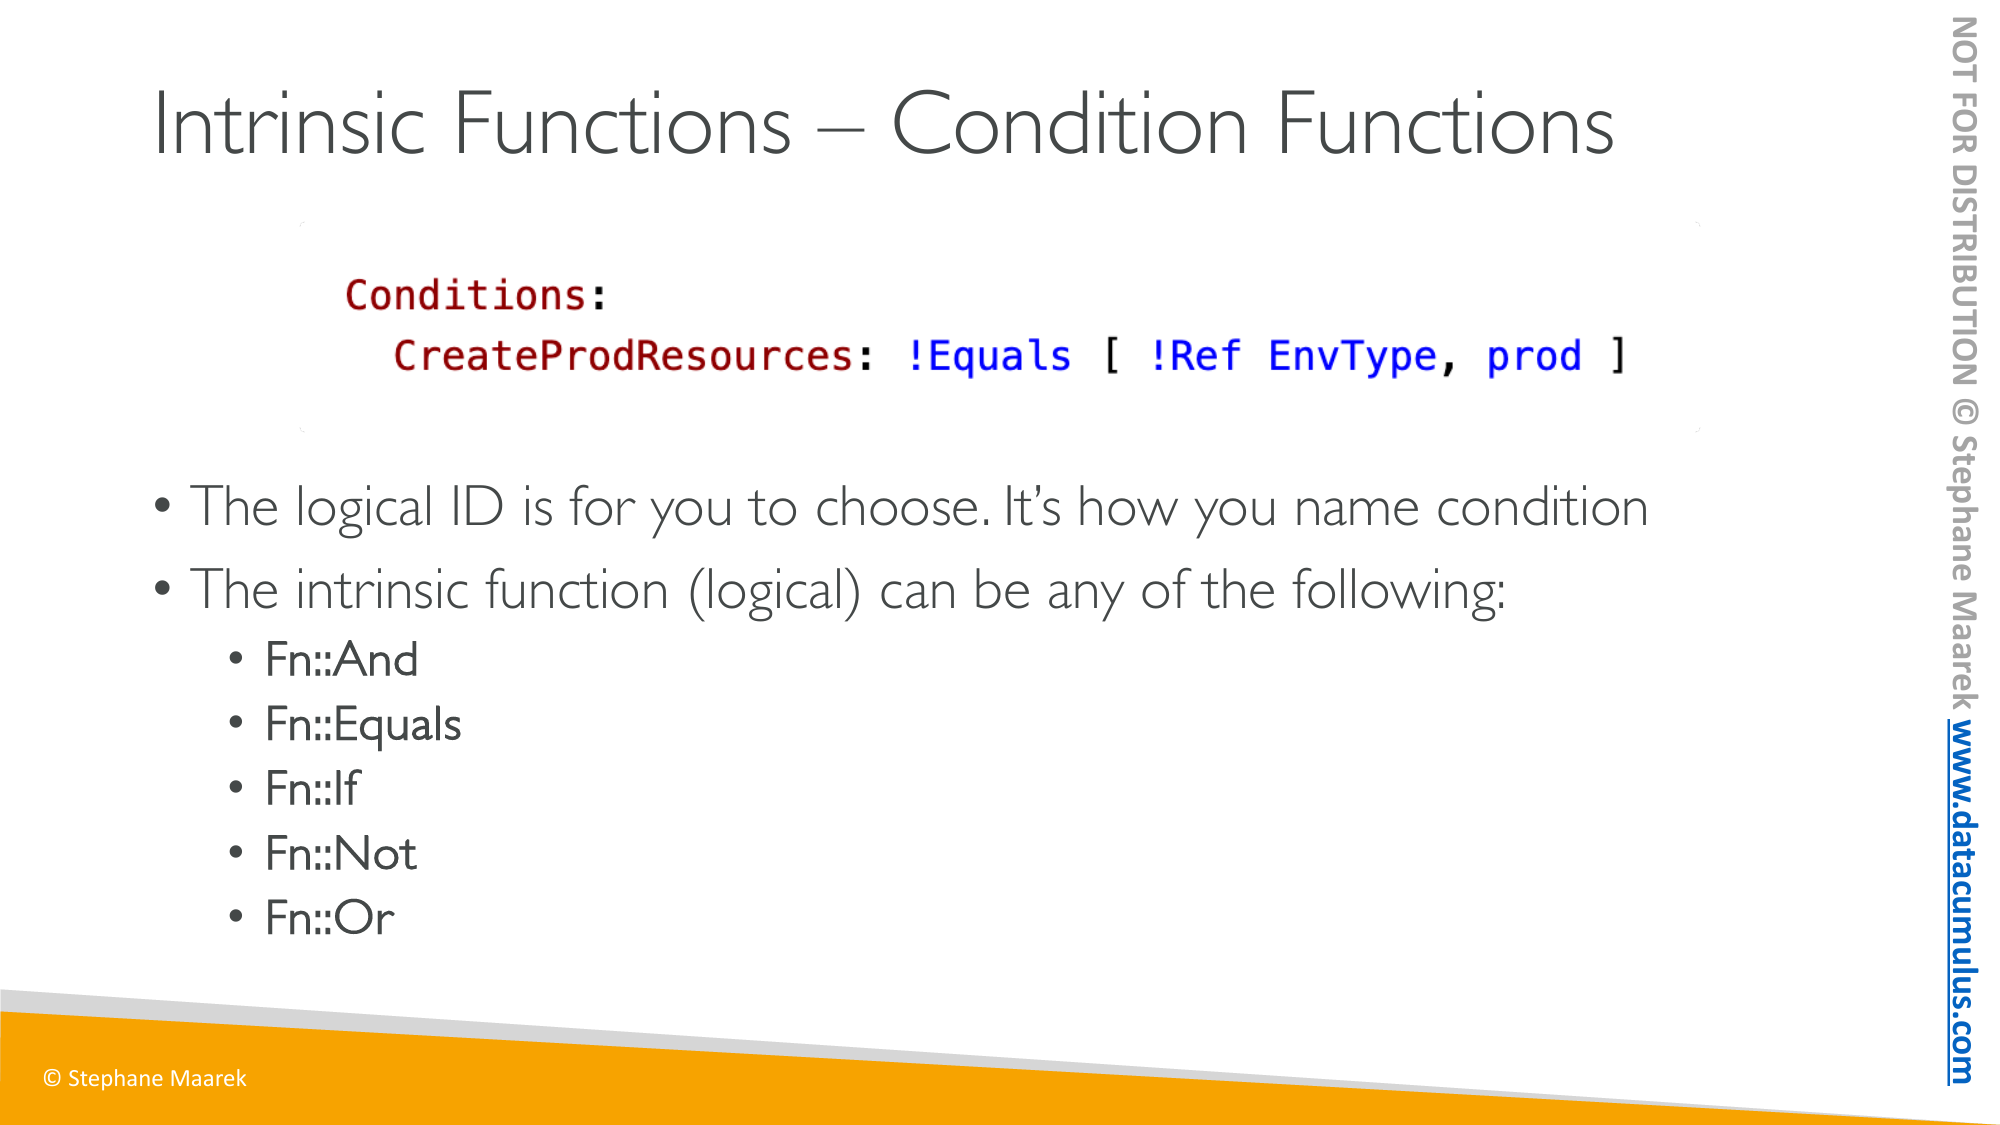 Intrinsic Functions – Condition Functions
Conditions:
  CreateProdResources: !Equals [ !Ref EnvType, prod ]
• The logical ID is for you to choose. It’s how you name condition
• The intrinsic function (logical) can be any of the following:
• Fn::And
• Fn::Equals
• Fn::If
• Fn::Not
• Fn::Or
© Stephane Maarek
NOT FOR DISTRIBUTION © Stephane Maarek www.datacumulus.com